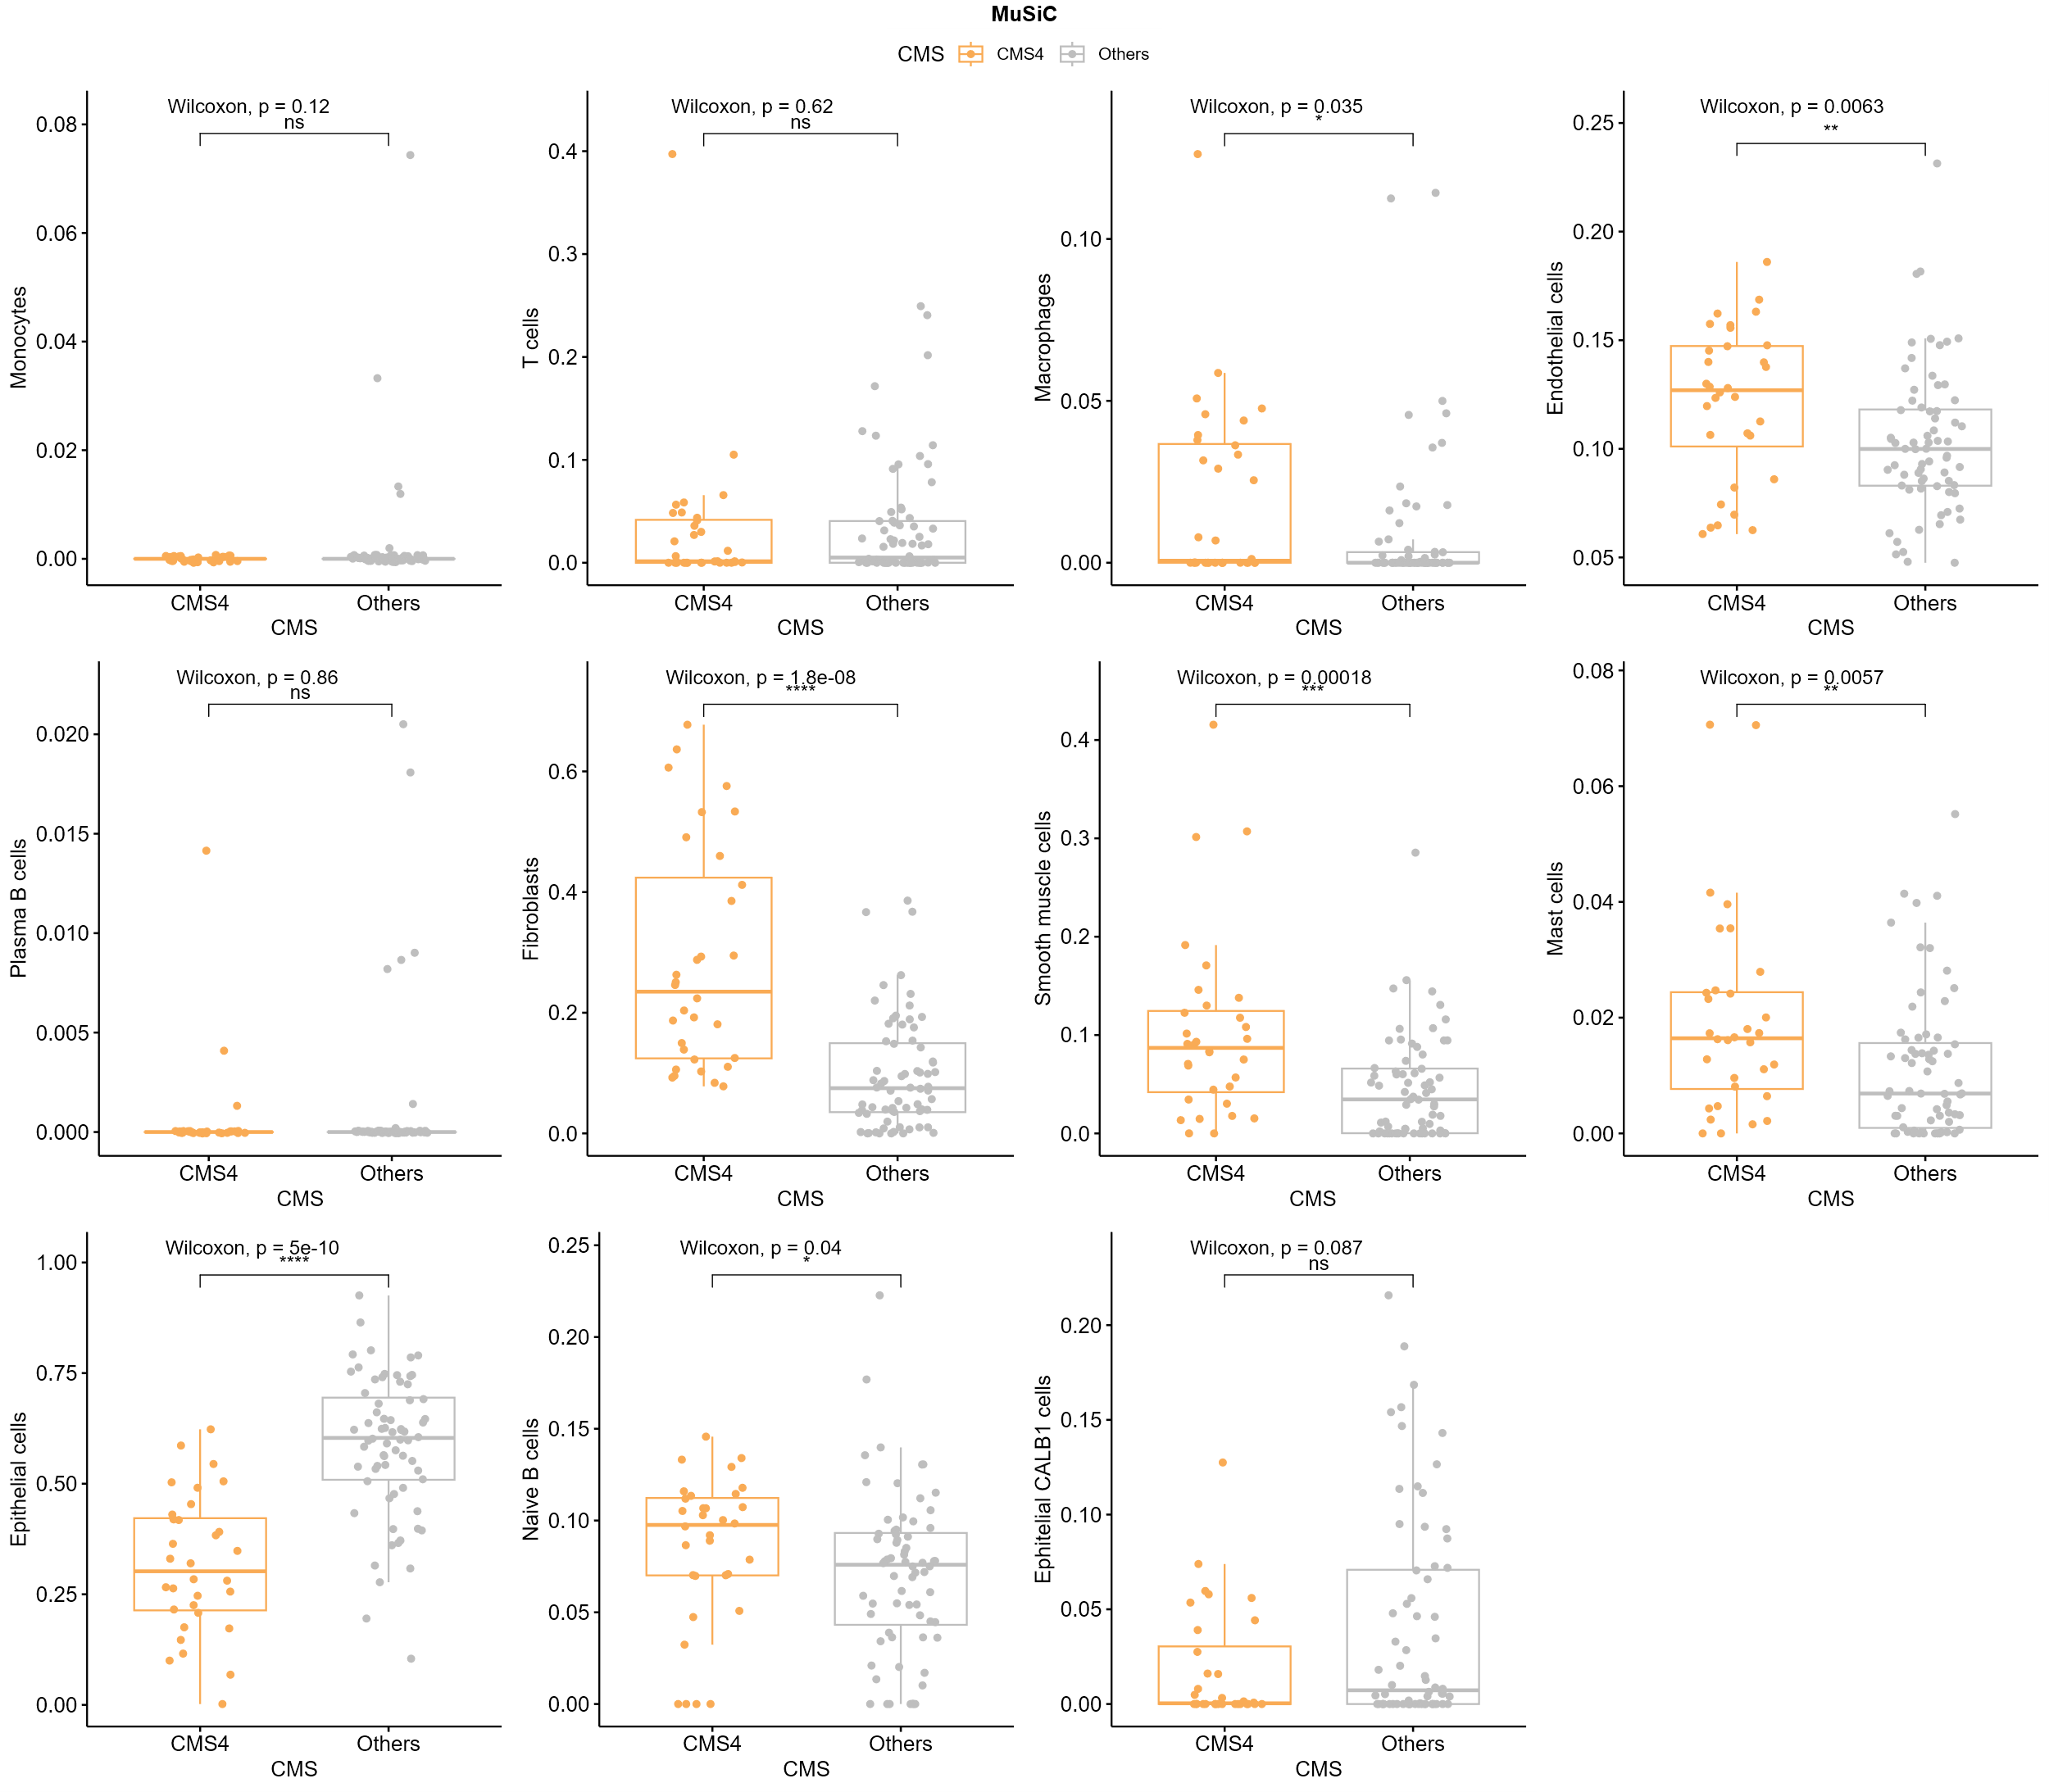 MuSiC
CMS CMS4 Others
Wilcoxon, p = 0.12
ns
Monocytes
0.08
0.06
0.04
0.02
0.00
CMS4 Others
CMS
Wilcoxon, p = 0.62
ns
T cells
0.4
0.3
0.2
0.1
0.0
CMS4 Others
CMS
Wilcoxon, p = 0.035
*
Macrophages
0.10
0.05
0.00
CMS4 Others
CMS
Wilcoxon, p = 0.0063
**
Endothelial cells
0.25
0.20
0.15
0.10
0.05
CMS4 Others
CMS
Wilcoxon, p = 0.86
ns
Plasma B cells
0.020
0.015
0.010
0.005
0.000
CMS4 Others
CMS
Wilcoxon, p = 1.8e-08
****
Fibroblasts
0.6
0.4
0.2
0.0
CMS4 Others
CMS
Wilcoxon, p = 0.00018
***
Smooth muscle cells
0.4
0.3
0.2
0.1
0.0
CMS4 Others
CMS
Wilcoxon, p = 0.0057
**
Mast cells
0.08
0.06
0.04
0.02
0.00
CMS4 Others
CMS
Wilcoxon, p = 5e-10
****
Epithelial cells
1.00
0.75
0.50
0.25
0.00
CMS4 Others
CMS
Wilcoxon, p = 0.04
*
Naive B cells
0.25
0.20
0.15
0.10
0.05
0.00
CMS4 Others
CMS
Wilcoxon, p = 0.087
ns
Ephitelial CALB1 cells
0.20
0.15
0.10
0.05
0.00
CMS4 Others
CMS